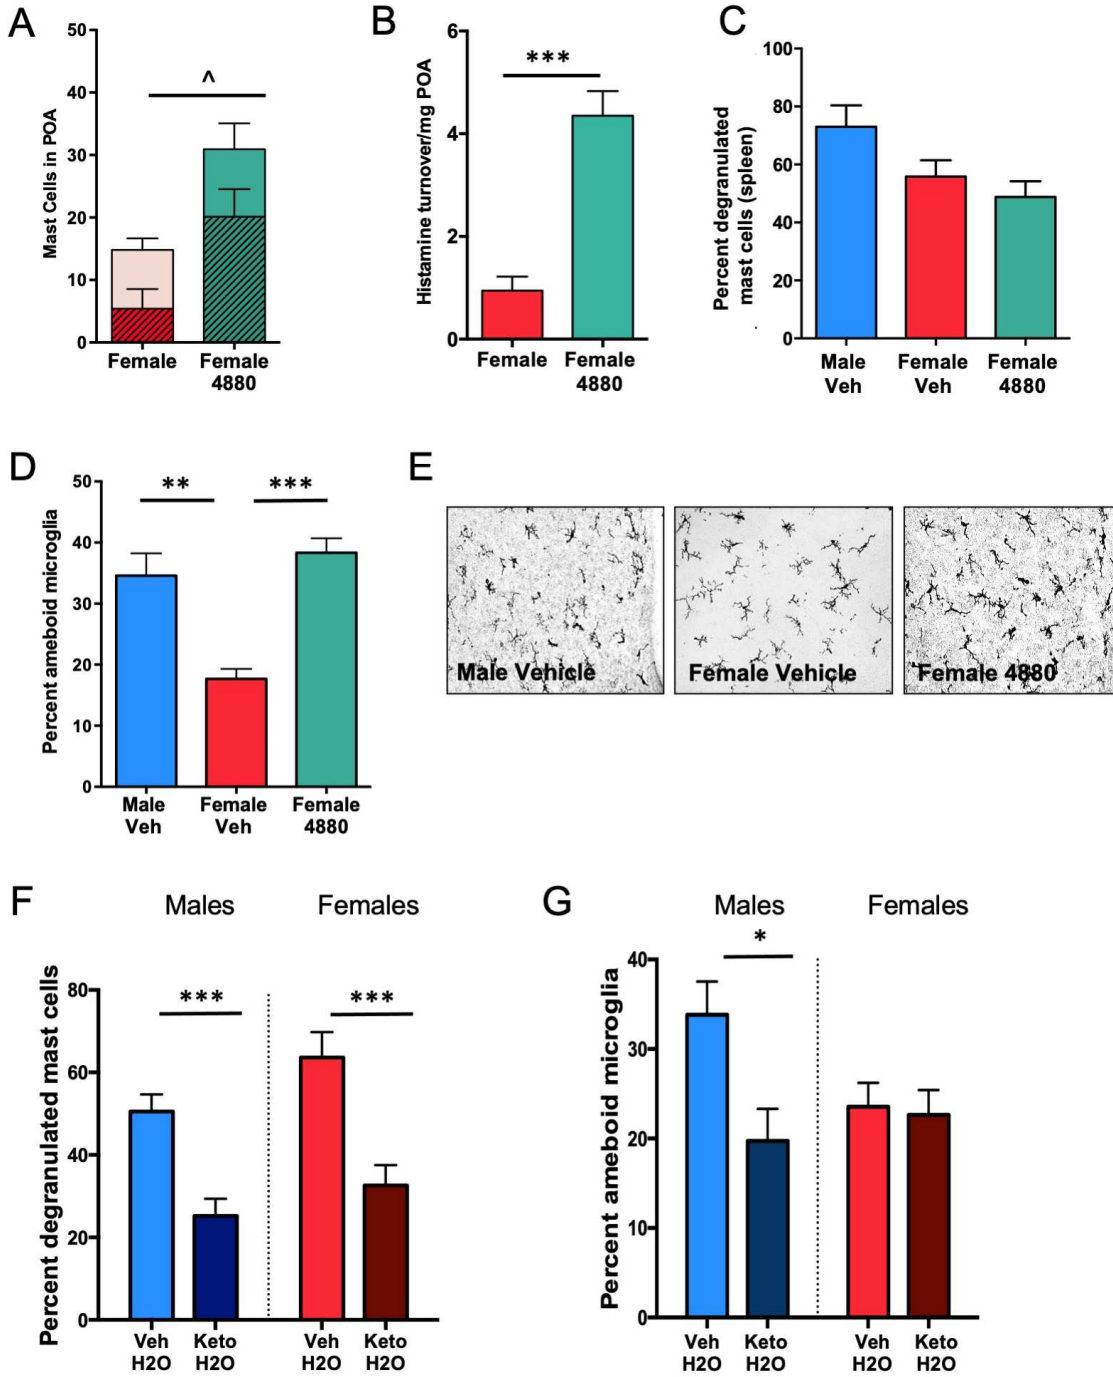 A
Mast Cells in POA
50
40
30
20
10
0
^
Female
Female
4880
B
Histamine turnover/mg POA
6
4
2
0
***
Female
Female
4880
C
Percent degranulated
mast cells (spleen)
100
80
60
40
20
0
Male
Veh
Female
Veh
Female
4880
D
Percent ameboid microglia
50
40
30
20
10
0
**
***
Male
Veh
Female
Veh
Female
4880
E
Male Vehicle
Female Vehicle
Female 4880
F
Males
Females
Percent degranulated mast cells
80
60
40
20
0
***
***
Veh
H2O
Keto
H2O
Veh
H2O
Keto
H2O
G
Males
Females
Percent ameboid microglia
40
30
20
10
0
*
Veh
H2O
Keto
H2O
Veh
H2O
Keto
H2O